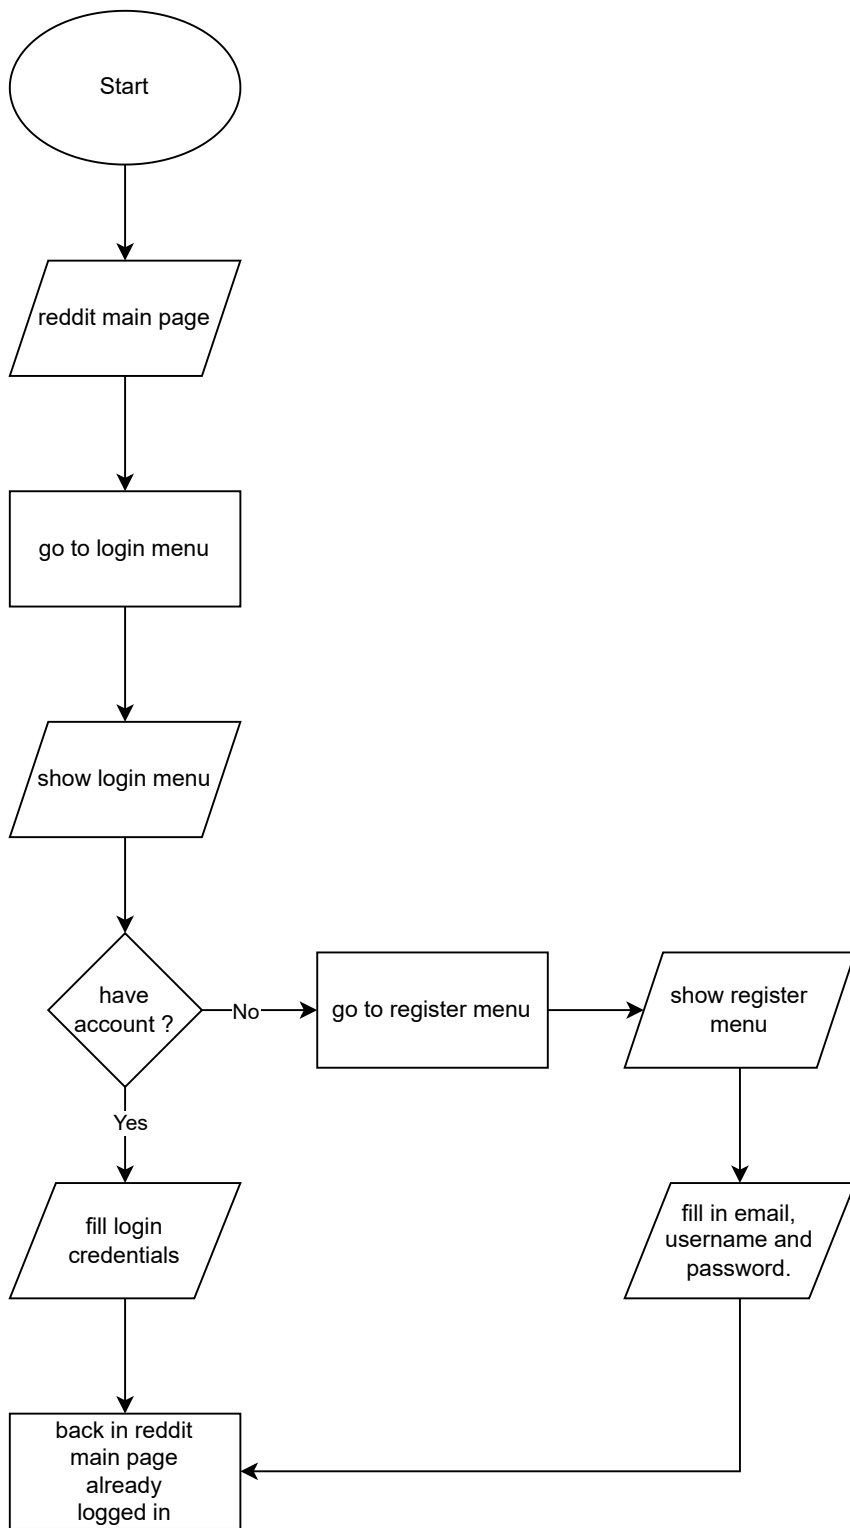 Start
reddit main page
go to login menu
show login menu
have
account ?
No
go to register menu
show register
menu
Yes
fill login
credentials
fill in email,
username and
password.
back in reddit
main page
already
logged in